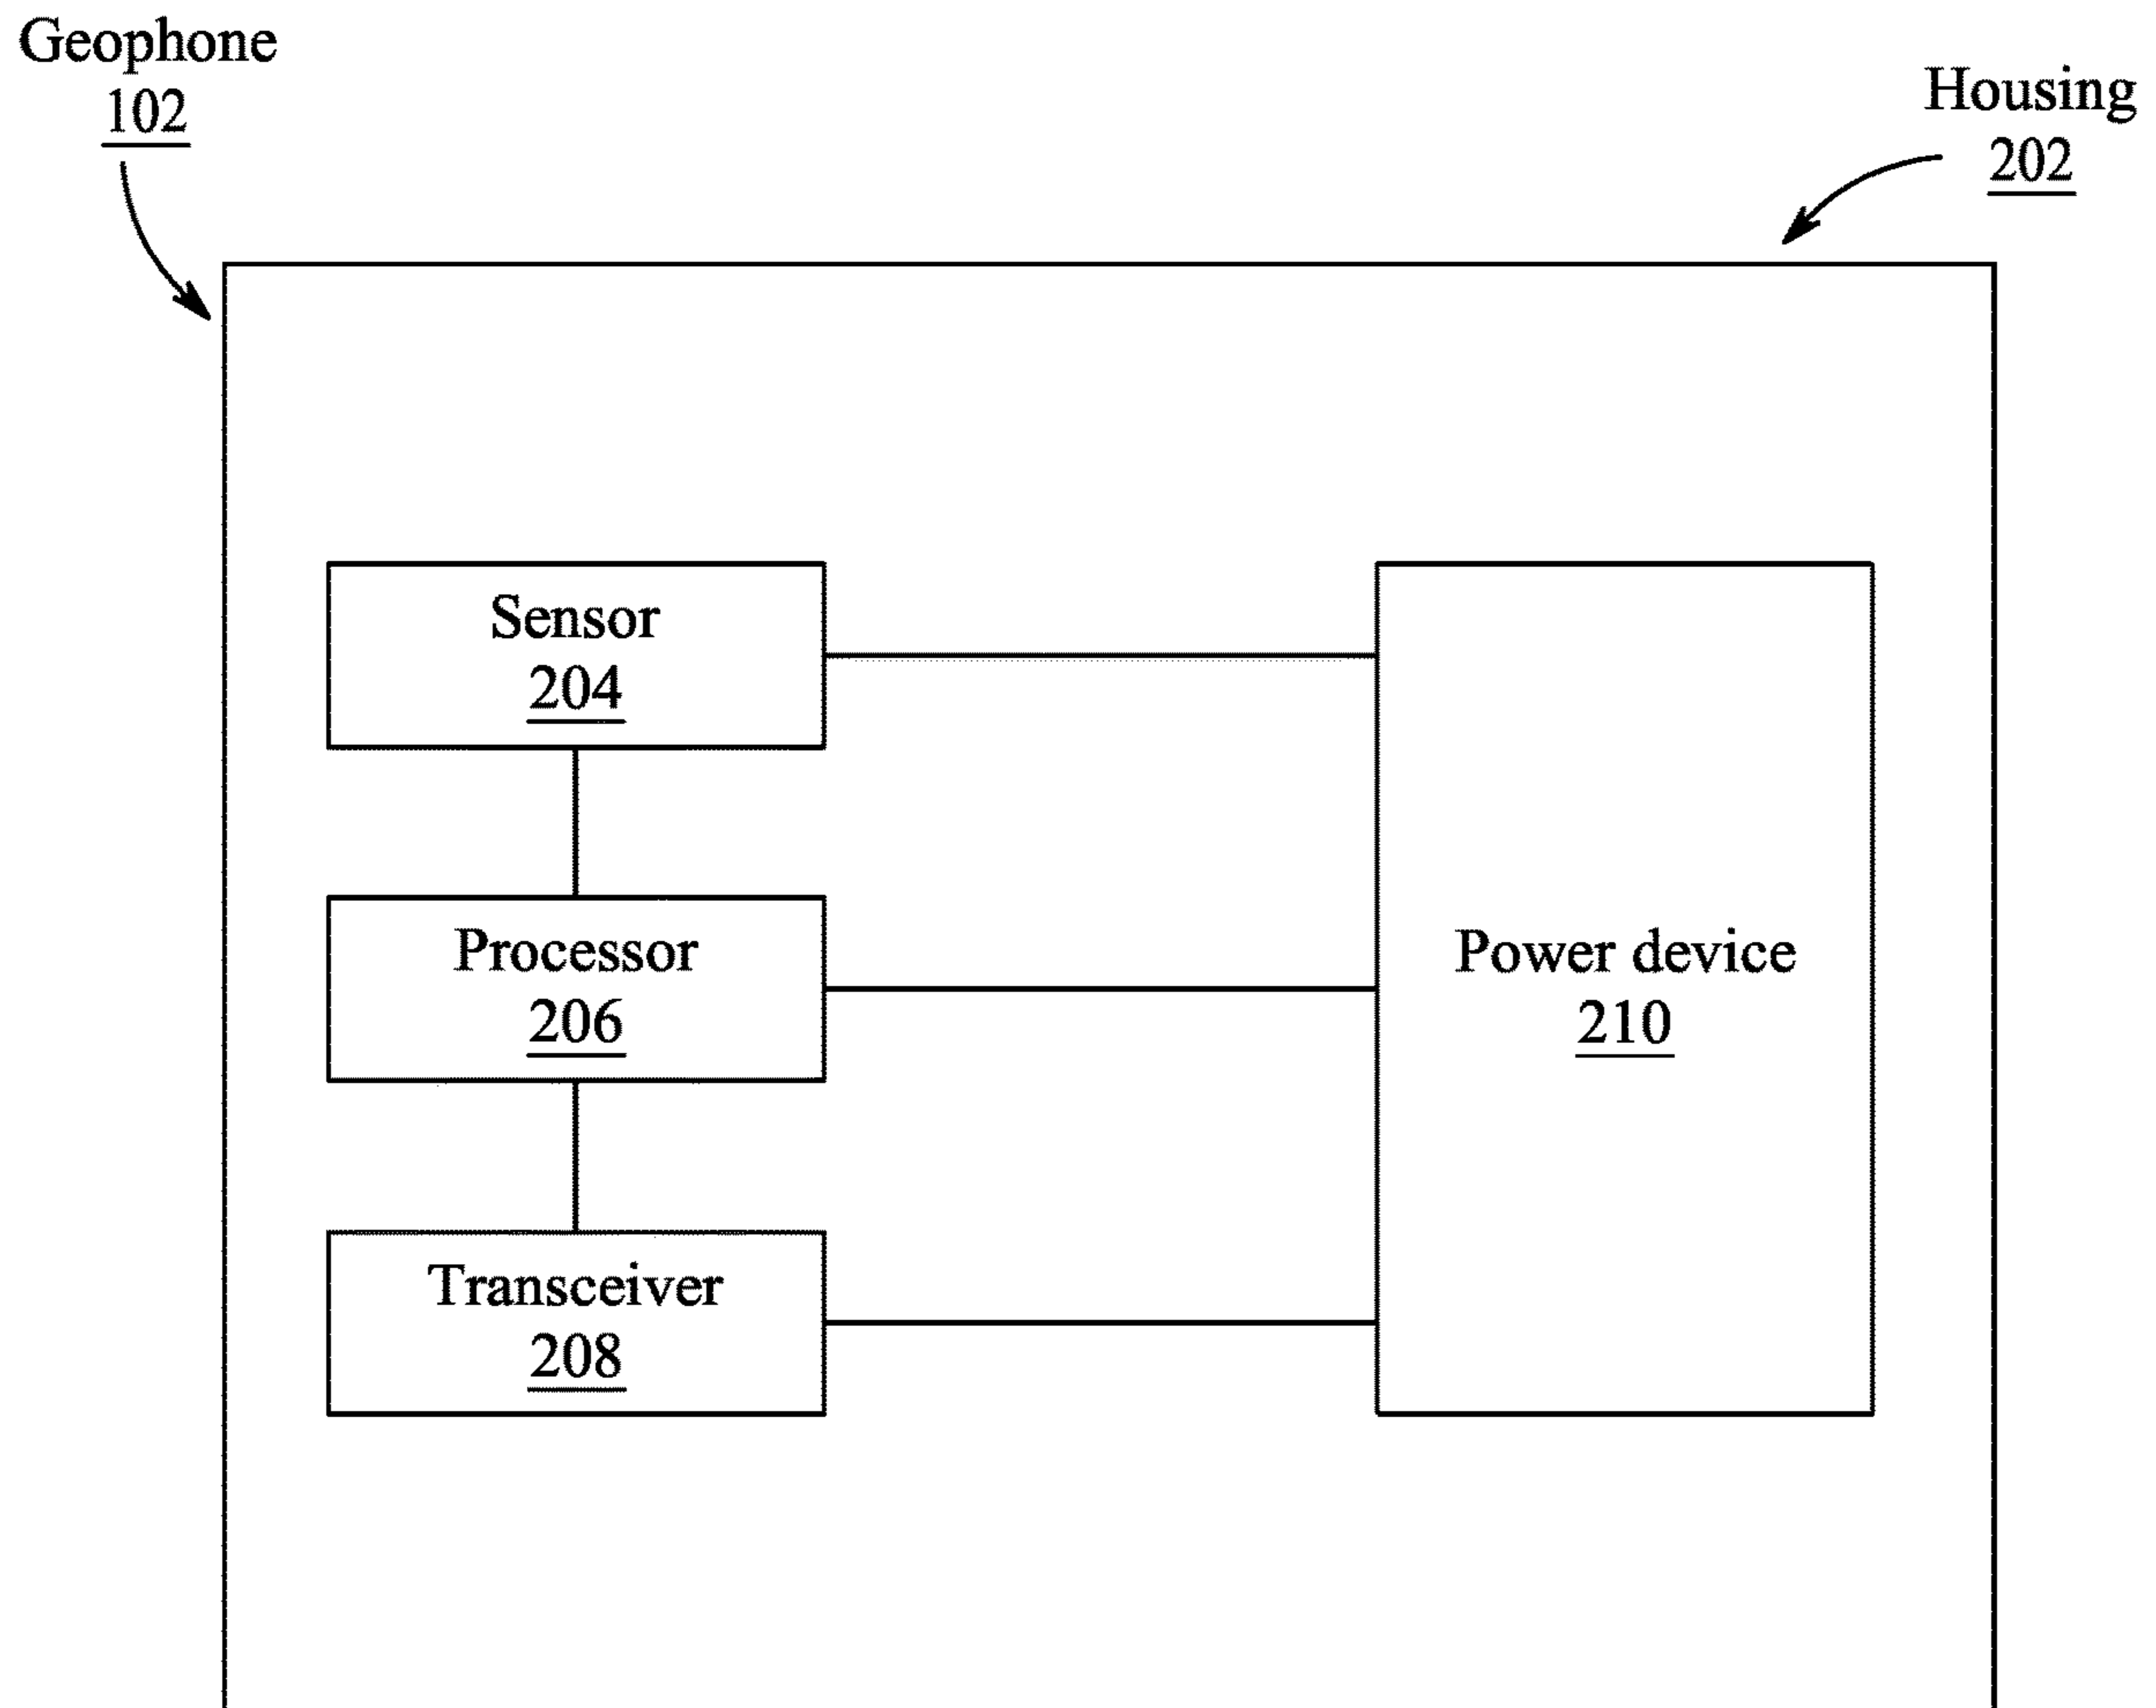 Geophone
102
Housing
202
Sensor
204
Processor
206
Power device
210
Transceiver
208